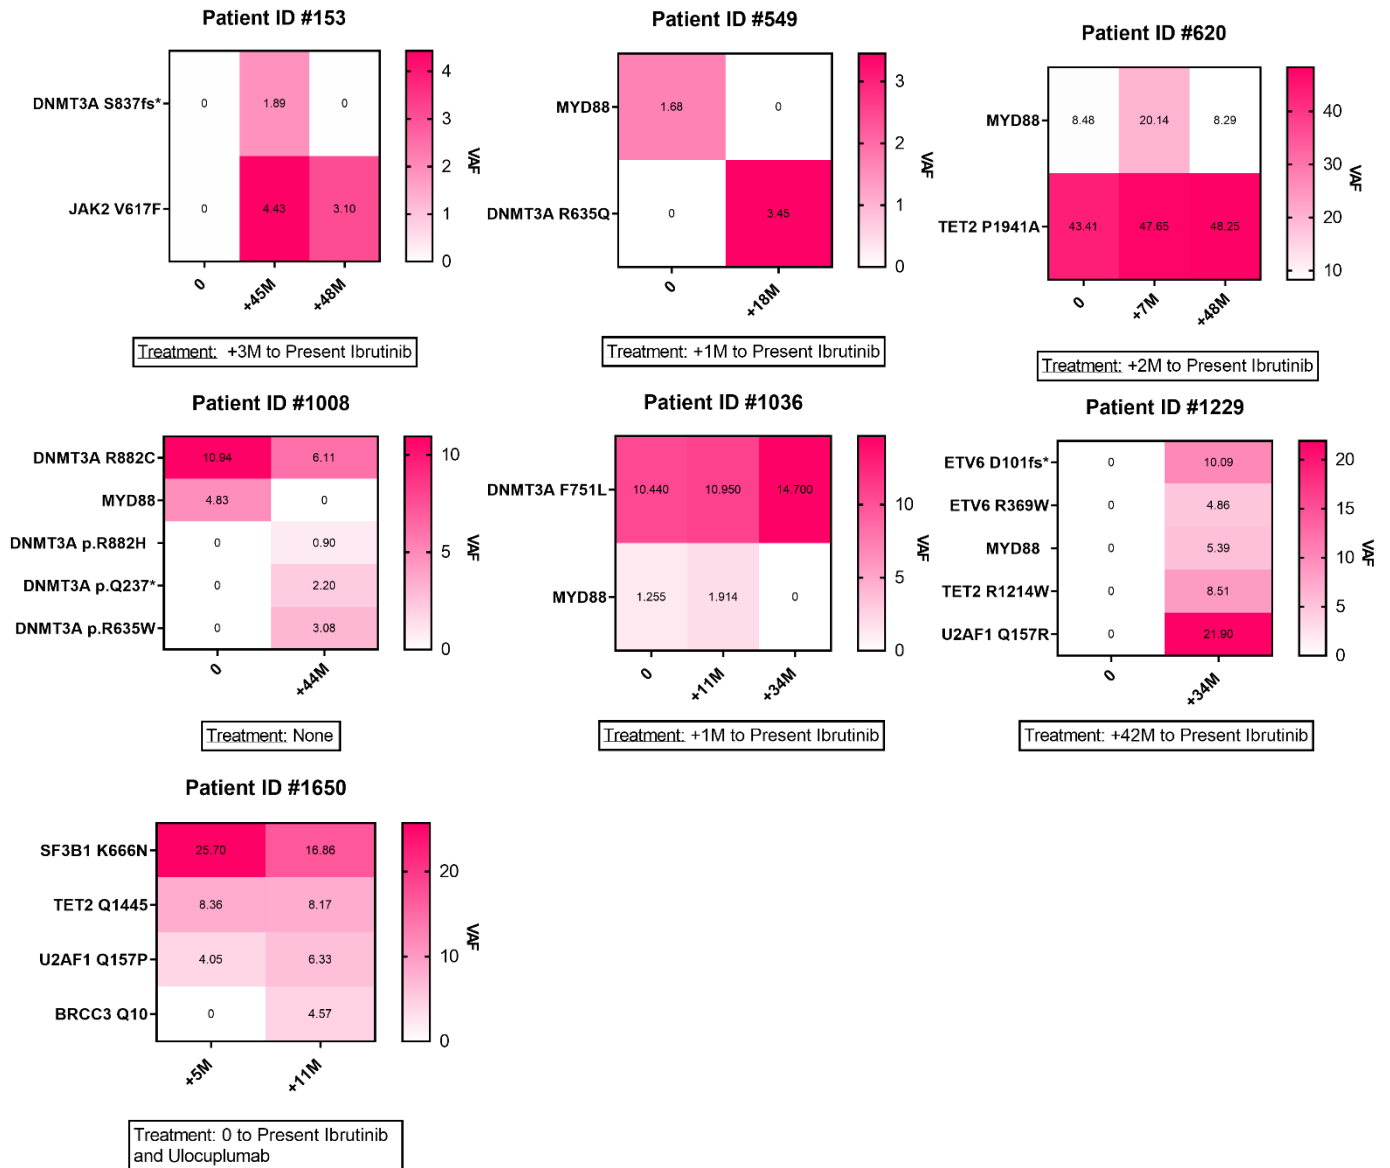 Patient ID #153
DNMT3A S837fs* 0 1.89 0
JAK2 V617F 0 4.43 3.10
0 +45M +48M
4
3
2
1
0
VAF
Treatment: +3M to Present Ibrutinib
Patient ID #549
MYD88 1.68 0
DNMT3A R635Q 0 3.45
0 +18M
3
2
1
0
VAF
Treatment: +1M to Present Ibrutinib
Patient ID #620
MYD88 8.48 20.14 8.29
TET2 P1941A 43.41 47.65 48.25
0 +7M +48M
40
30
20
10
VAF
Treatment: +2M to Present Ibrutinib
Patient ID #1008
DNMT3A R882C 10.94 6.11
MYD88 4.83 0
DNMT3A p.R882H 0 0.90
DNMT3A p.Q237* 0 2.20
DNMT3A p.R635W 0 3.08
0 +44M
10
5
0
VAF
Treatment: None
Patient ID #1036
DNMT3A F751L 10.440 10.950 14.700
MYD88 1.255 1.914 0
0 +11M +34M
10
5
0
VAF
Treatment: +1M to Present Ibrutinib
Patient ID #1229
ETV6 D101fs* 0 10.09
ETV6 R369W 0 4.86
MYD88 0 5.39
TET2 R1214W 0 8.51
U2AF1 Q157R 0 21.90
0 +34M
20
15
10
5
0
VAF
Treatment: +42M to Present Ibrutinib
Patient ID #1650
SF3B1 K666N 25.70 16.86
TET2 Q1445 8.36 8.17
U2AF1 Q157P 4.05 6.33
BRCC3 Q10 0 4.57
+5M +11M
20
10
0
VAF
Treatment: 0 to Present Ibrutinib
and Ulocuplumab